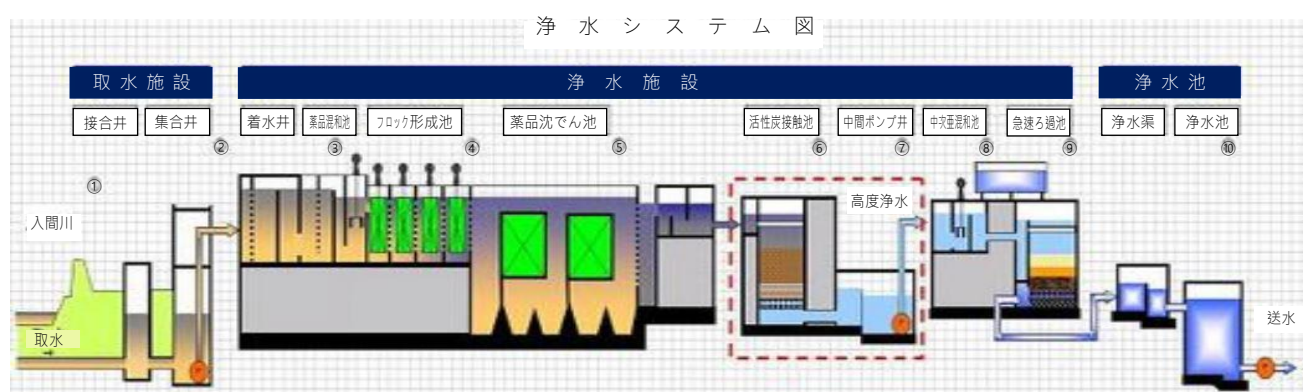 浄水システム図
取水施設
浄水施設
浄水池
接合井
集合井
着水井
薬品混和池
フロック形成池
薬品沈でん池
活性炭接触池
中間ポンプ井
中次亜混和池
急速ろ過池
浄水渠
浄水池
①
②
③
④
⑤
⑥
⑦
⑧
⑨
⑩
入間川
高度浄水
取水
送水
P
P
P